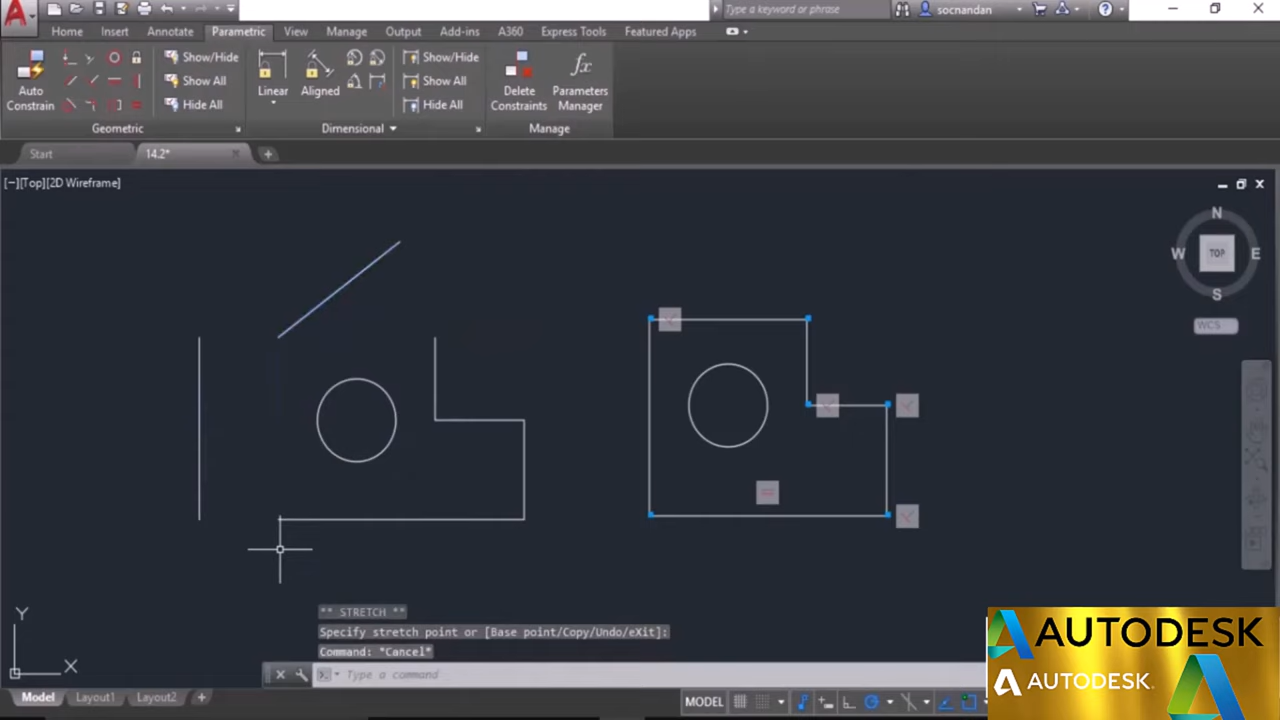 Type a keyword or phrase
socnandan
Home
Insert
Annotate
Parametric
View
Manage
Output
Add-ins
A360
Express Tools
Featured Apps
Auto
Constrain
Show/Hide
Show All
Hide All
Geometric
Linear
Aligned
Show/Hide
Show All
Hide All
Dimensional
Delete
Constraints
fx
Parameters
Manager
Manage
Start
14.2*
[−][Top][2D Wireframe]
N
W
TOP
E
S
WCS
** STRETCH **
Specify stretch point or [Base point/Copy/Undo/eXit]:
Command: *Cancel*
Type a command
Y
X
Model
Layout1
Layout2
MODEL
AUTODESK
AUTODESK.